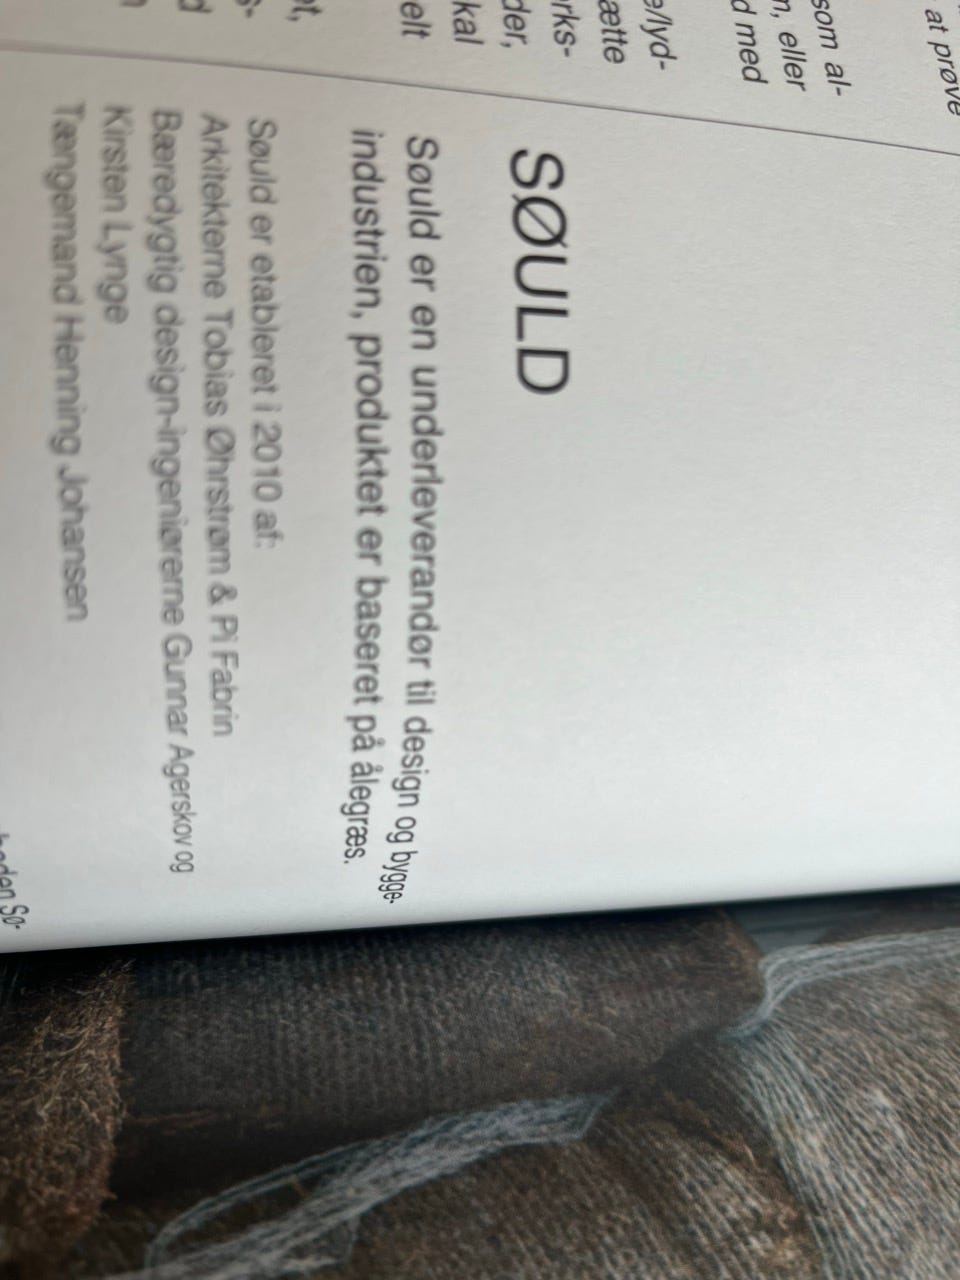 at prøve
som al-
n, eller
d med
e/lyd-
ætte
rks-
der,
kal
elt
et,
s-
d
SØULD
Søuld er en underleverandør til design og bygge-
industrien, produktet er baseret på ålegræs.
Søuld er etableret i 2010 af:
Arkitekterne Tobias Øhrstrøm & Pi Fabrin
Bæredygtig design-ingeniørerne Gunnar Agerskov og
Kirsten Lynge
Tængemand Henning Johansen